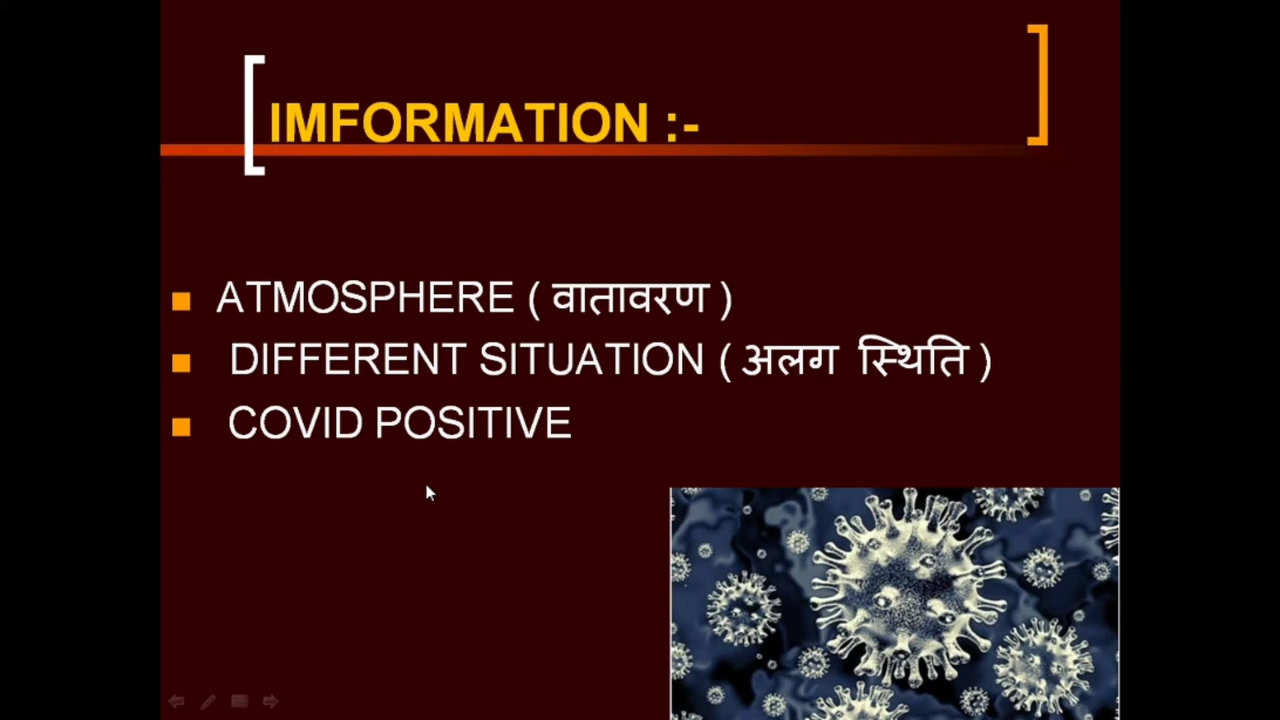 IMFORMATION :-
ATMOSPHERE ( वातावरण )
DIFFERENT SITUATION ( अलग स्थिति )
COVID POSITIVE